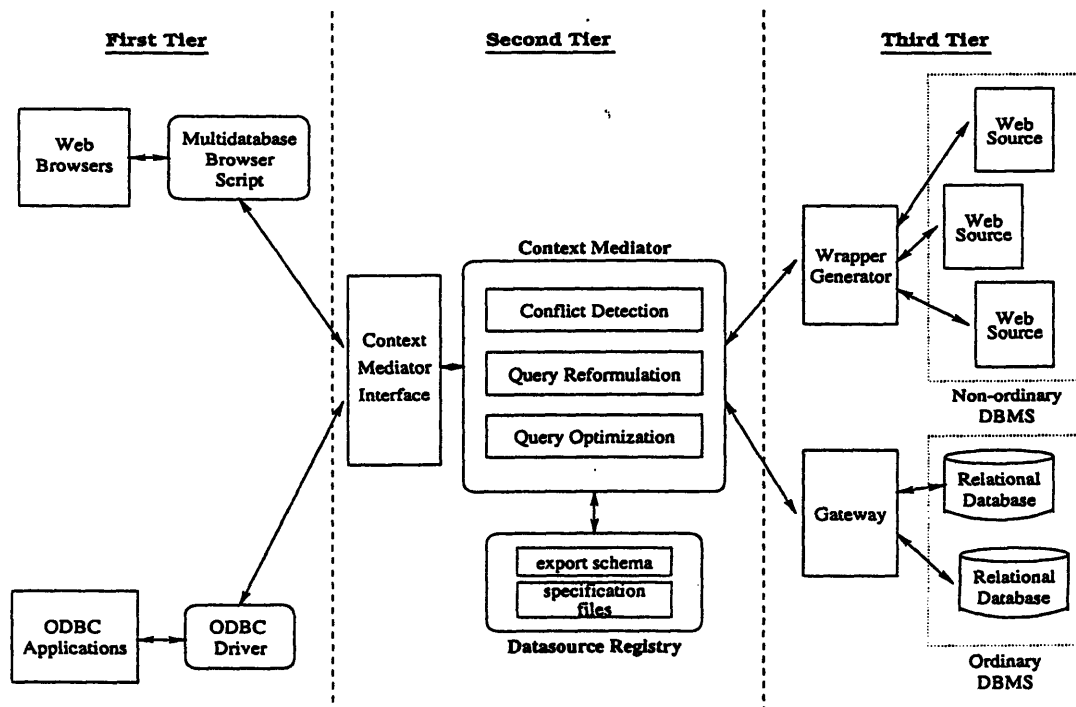 First Tier
Second Tier
Third Tier
Web
Browsers
Multidatabase
Browser
Script
ODBC
Applications
ODBC
Driver
Context
Mediator
Interface
Context Mediator
Conflict Detection
Query Reformulation
Query Optimization
export schema
specification
files
Datasource Registry
Wrapper
Generator
Web
Source
Web
Source
Web
Source
Non-ordinary
DBMS
Gateway
Relational
Database
Relational
Database
Ordinary
DBMS